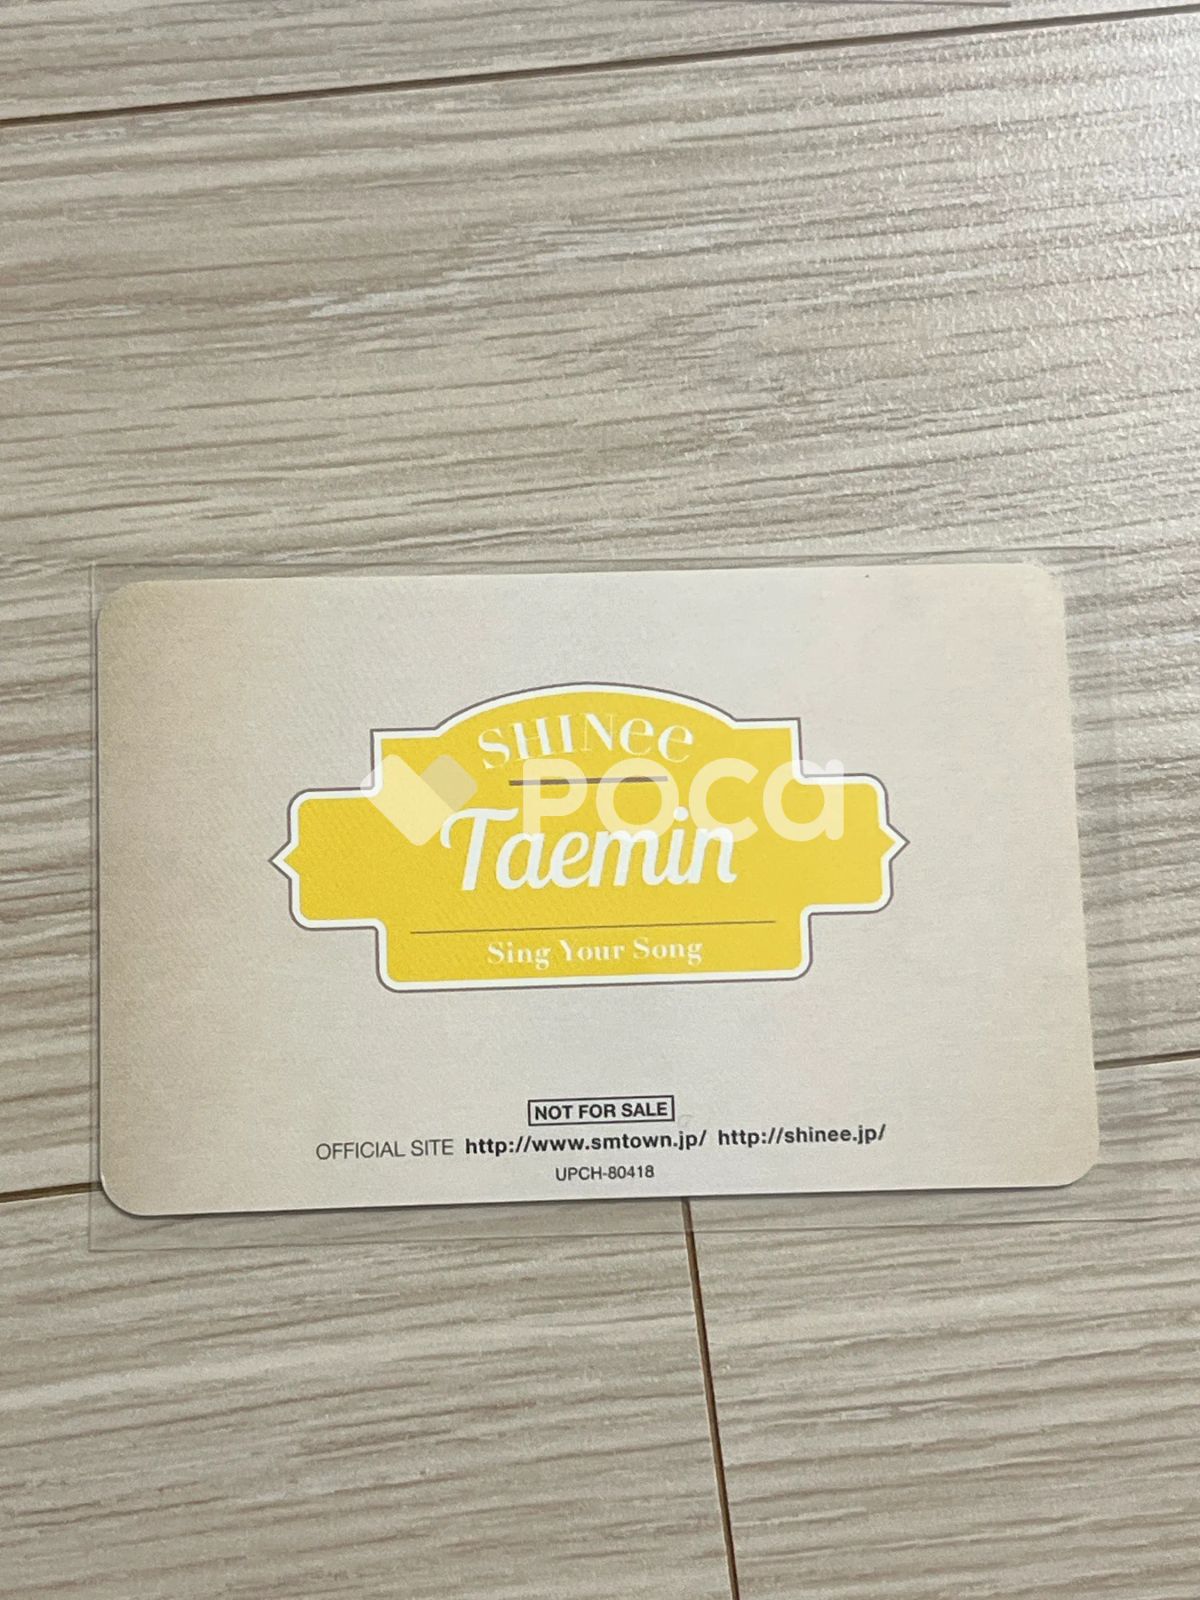 SHINee
POCA
Taemin
Sing Your Song
NOT FOR SALE
OFFICIAL SITE http://www.smtown.jp/ http://shinee.jp/
UPCH-80418